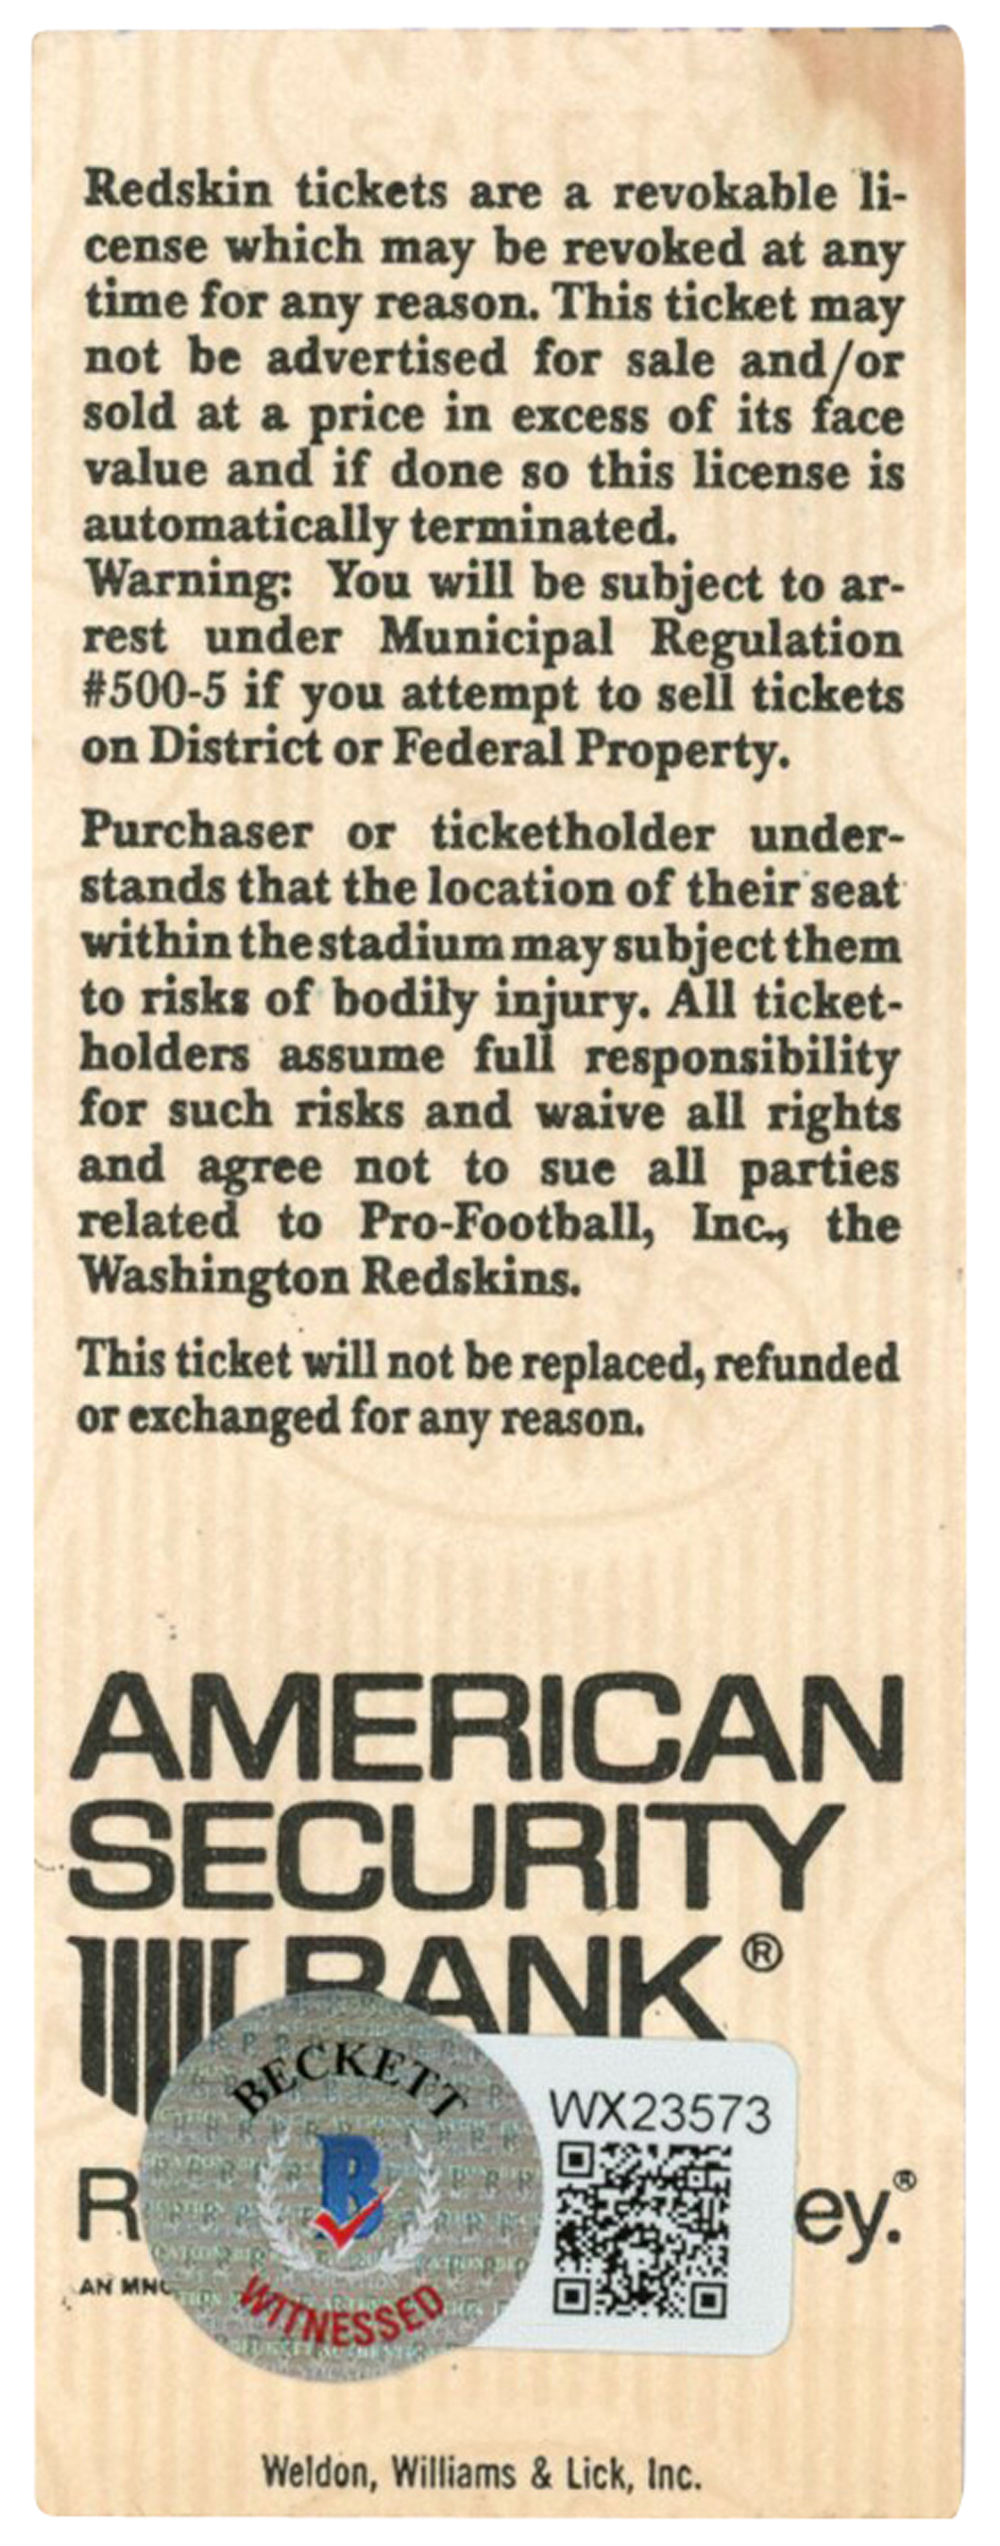 Redskin tickets are a revokable li-
cense which may be revoked at any
time for any reason. This ticket may
not be advertised for sale and/or
sold at a price in excess of its face
value and if done so this license is
automatically terminated.
Warning: You will be subject to ar-
rest under Municipal Regulation
#500-5 if you attempt to sell tickets
on District or Federal Property.
Purchaser or ticketholder under-
stands that the location of their seat
within the stadium may subject them
to risks of bodily injury. All ticket-
holders assume full responsibility
for such risks and waive all rights
and agree not to sue all parties
related to Pro-Football, Inc., the
Washington Redskins.
This ticket will not be replaced, refunded
or exchanged for any reason.
AMERICAN
SECURITY
BANK®
BECKETT
B
WITNESSED
WX23573
R
ey.®
AN MNC
Weldon, Williams & Lick, Inc.